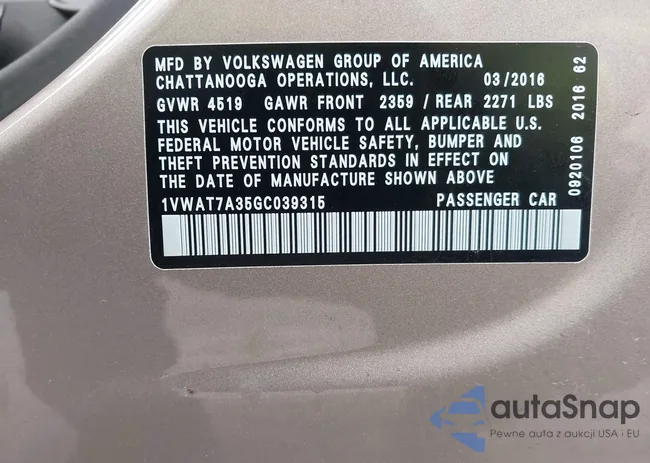 MFD BY VOLKSWAGEN GROUP OF AMERICA
CHATTANOOGA OPERATIONS, LLC. 03/2016
GVWR 4519 GAWR FRONT 2359 / REAR 2271 LBS
THIS VEHICLE CONFORMS TO ALL APPLICABLE U.S.
FEDERAL MOTOR VEHICLE SAFETY, BUMPER AND
THEFT PREVENTION STANDARDS IN EFFECT ON
THE DATE OF MANUFACTURE SHOWN ABOVE
1VWAT7A35GC039315 PASSENGER CAR
0920106 2016 62
autaSnap
Pewne auta z aukcji USA i EU